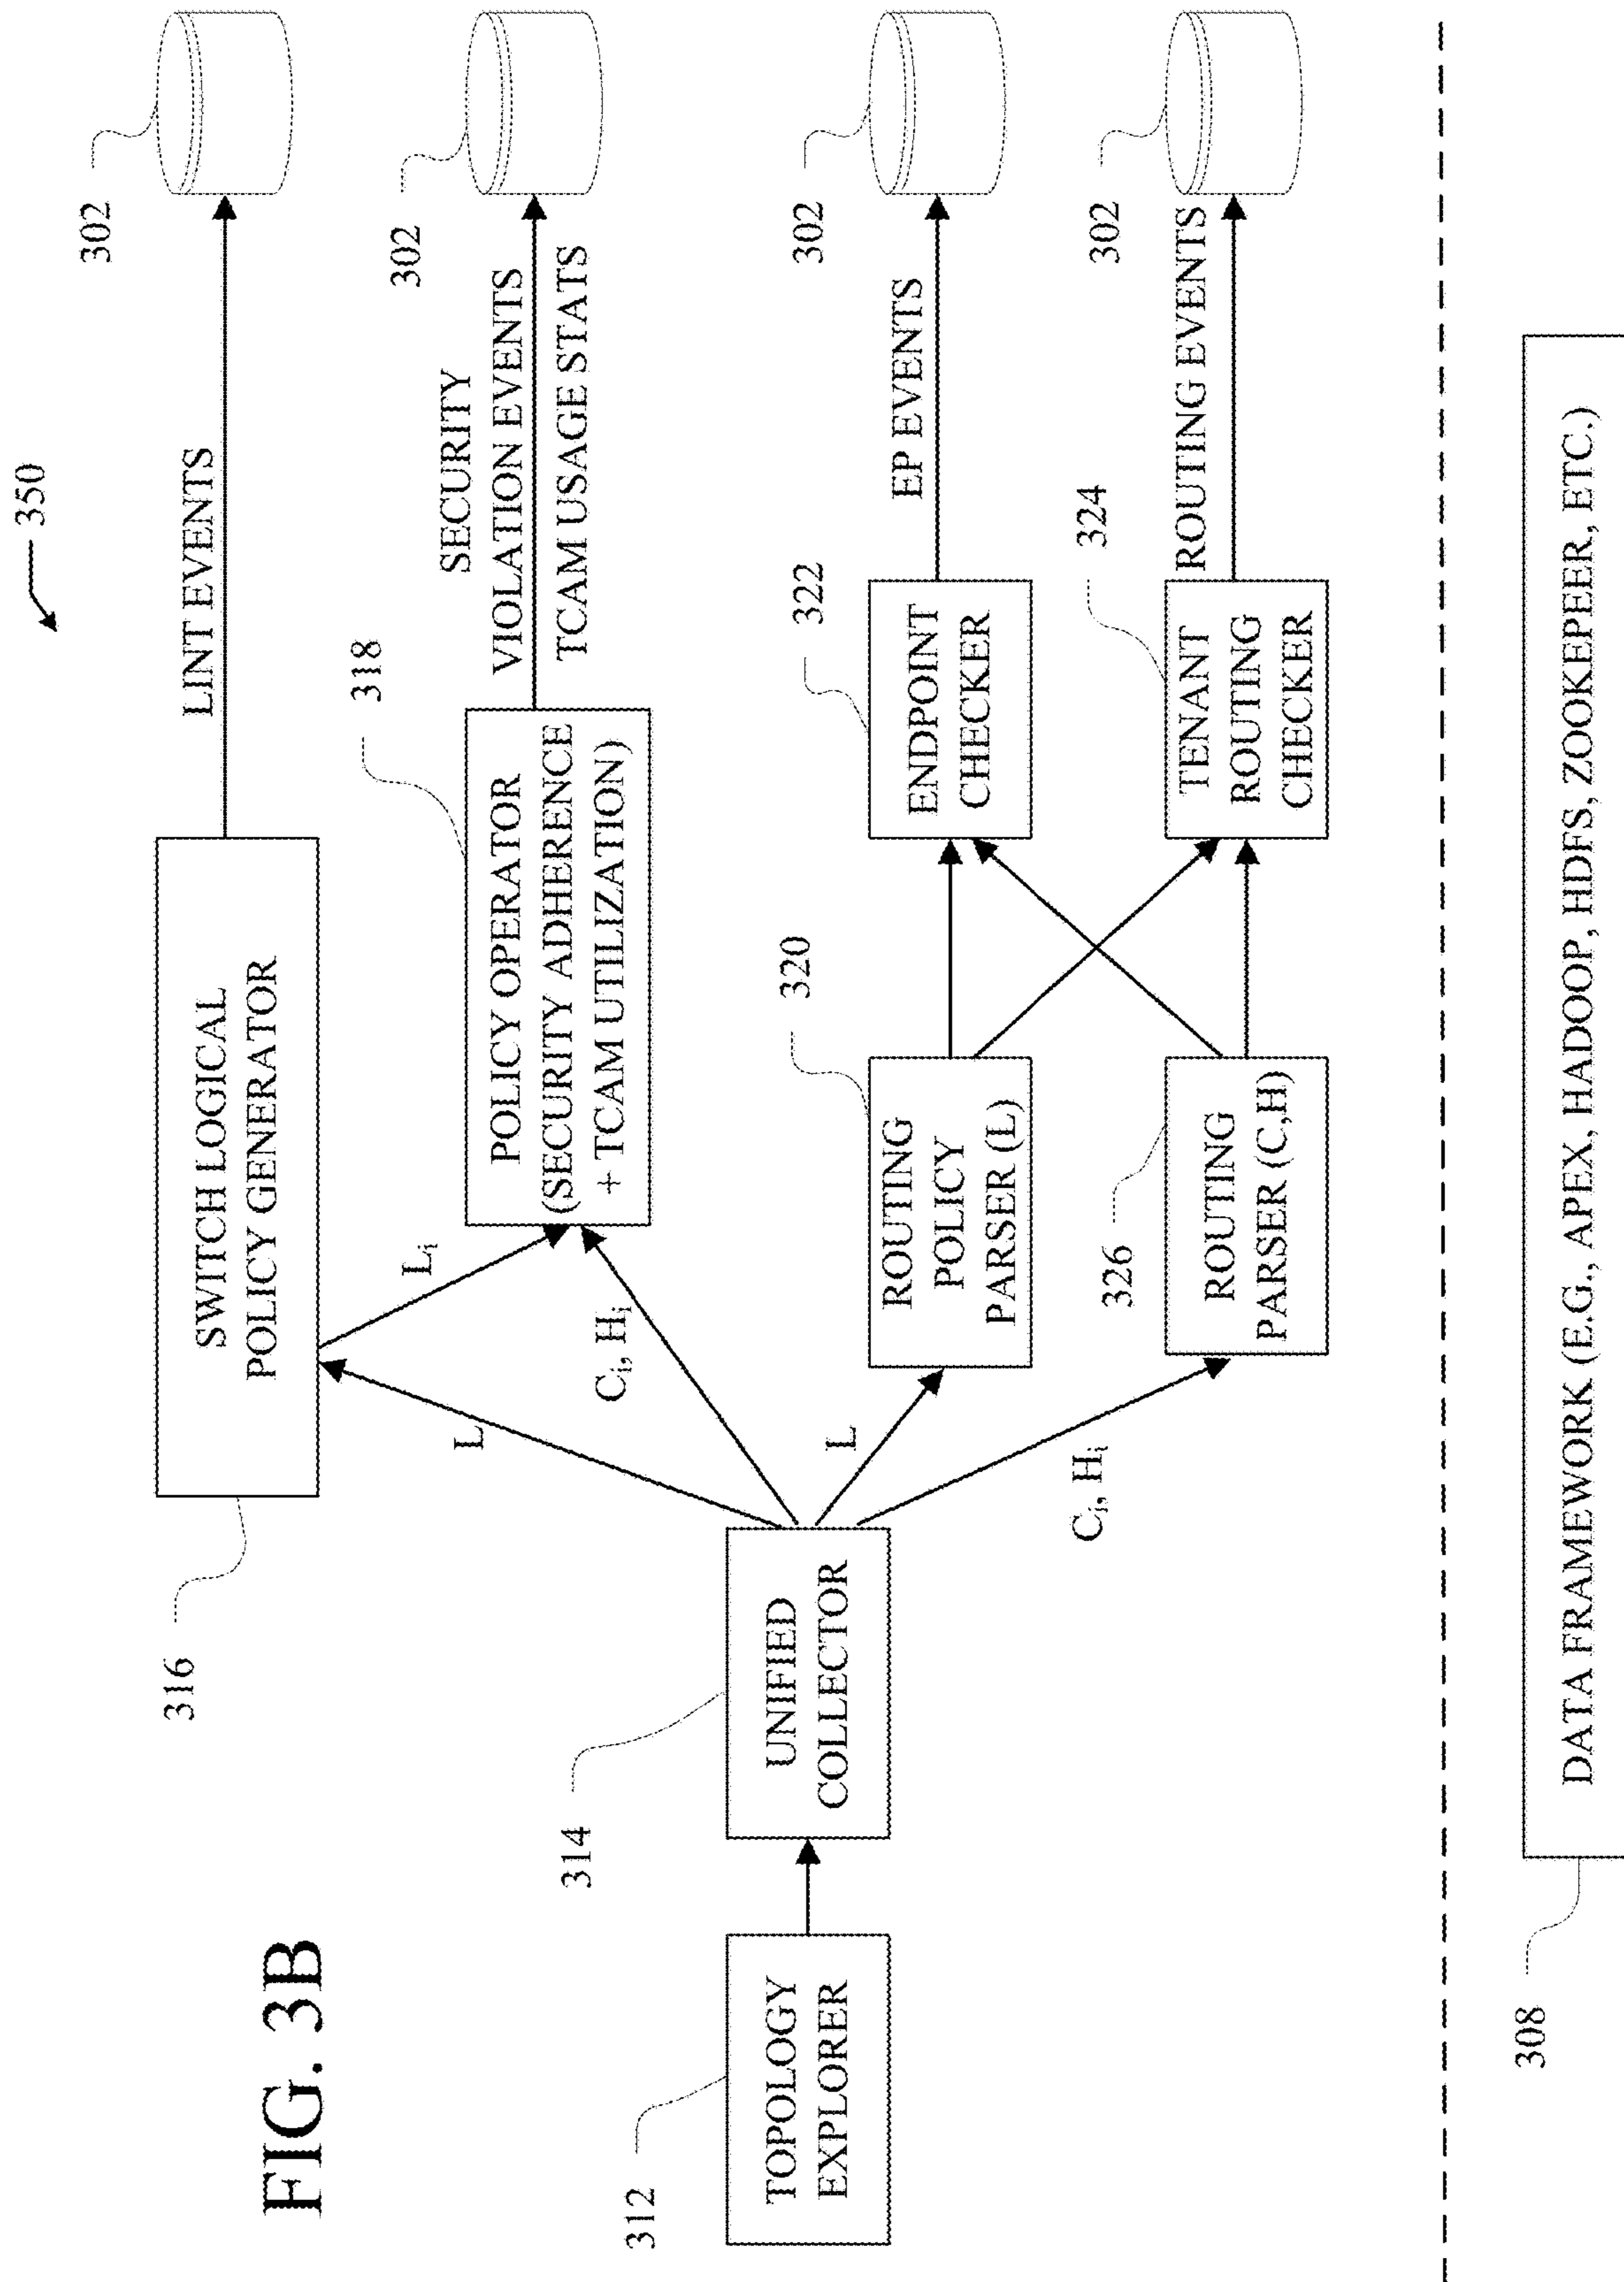 FIG. 3B
350
302
LINT EVENTS
SWITCH LOGICAL
POLICY GENERATOR
316
302
SECURITY
VIOLATION EVENTS
TCAM USAGE STATS
318
POLICY OPERATOR
(SECURITY ADHERENCE
+ TCAM UTILIZATION)
Li
L
Ci, Hi
312
TOPOLOGY
EXPLORER
314
UNIFIED
COLLECTOR
L
Ci, Hi
320
ROUTING
POLICY
PARSER (L)
322
ENDPOINT
CHECKER
EP EVENTS
302
326
ROUTING
PARSER (C,H)
324
TENANT
ROUTING
CHECKER
ROUTING EVENTS
302
308
DATA FRAMEWORK (E.G., APEX, HADOOP, HDFS, ZOOKEPEER, ETC.)